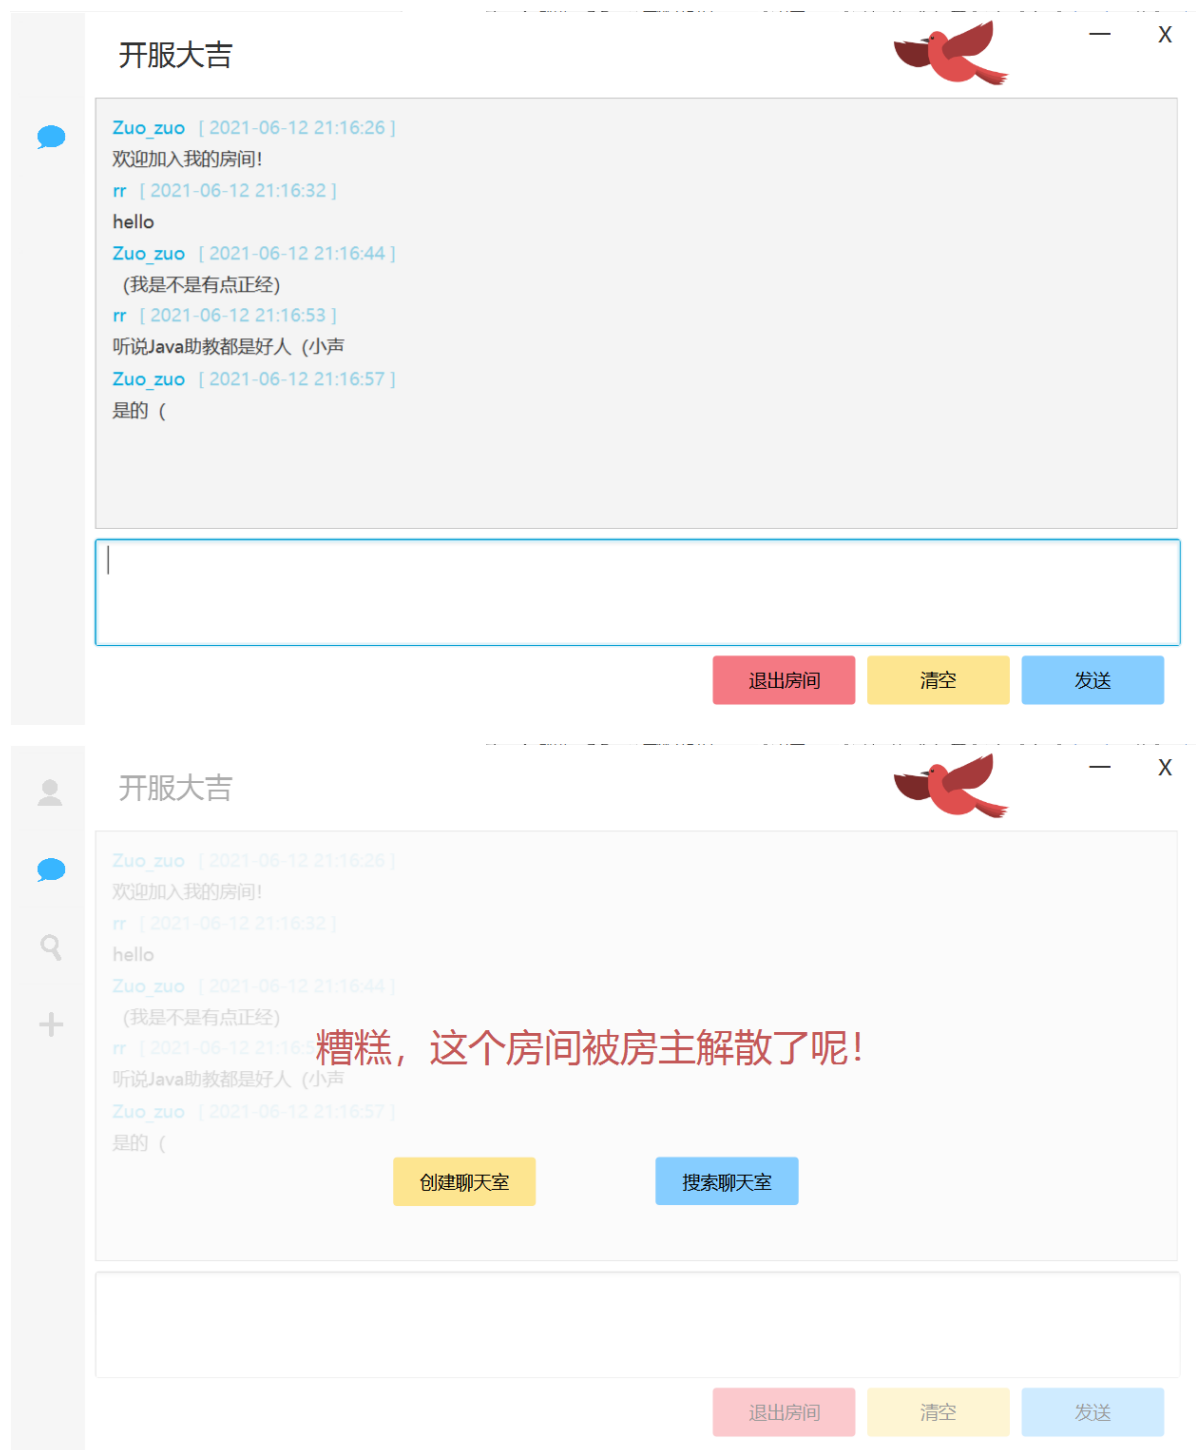 开服大吉
— X
Zuo_zuo [ 2021-06-12 21:16:26 ]
欢迎加入我的房间!
rr [ 2021-06-12 21:16:32 ]
hello
Zuo_zuo [ 2021-06-12 21:16:44 ]
（我是不是有点正经）
rr [ 2021-06-12 21:16:53 ]
听说Java助教都是好人（小声
Zuo_zuo [ 2021-06-12 21:16:57 ]
是的（
退出房间 清空 发送
开服大吉
— X
Zuo_zuo [ 2021-06-12 21:16:26 ]
欢迎加入我的房间!
rr [ 2021-06-12 21:16:32 ]
hello
Zuo_zuo [ 2021-06-12 21:16:44 ]
（我是不是有点正经）
rr [ 2021-06-12 21:16:5
糟糕，这个房间被房主解散了呢！
听说Java助教都是好人（小声
Zuo_zuo [ 2021-06-12 21:16:57 ]
是的（
创建聊天室 搜索聊天室
退出房间 清空 发送